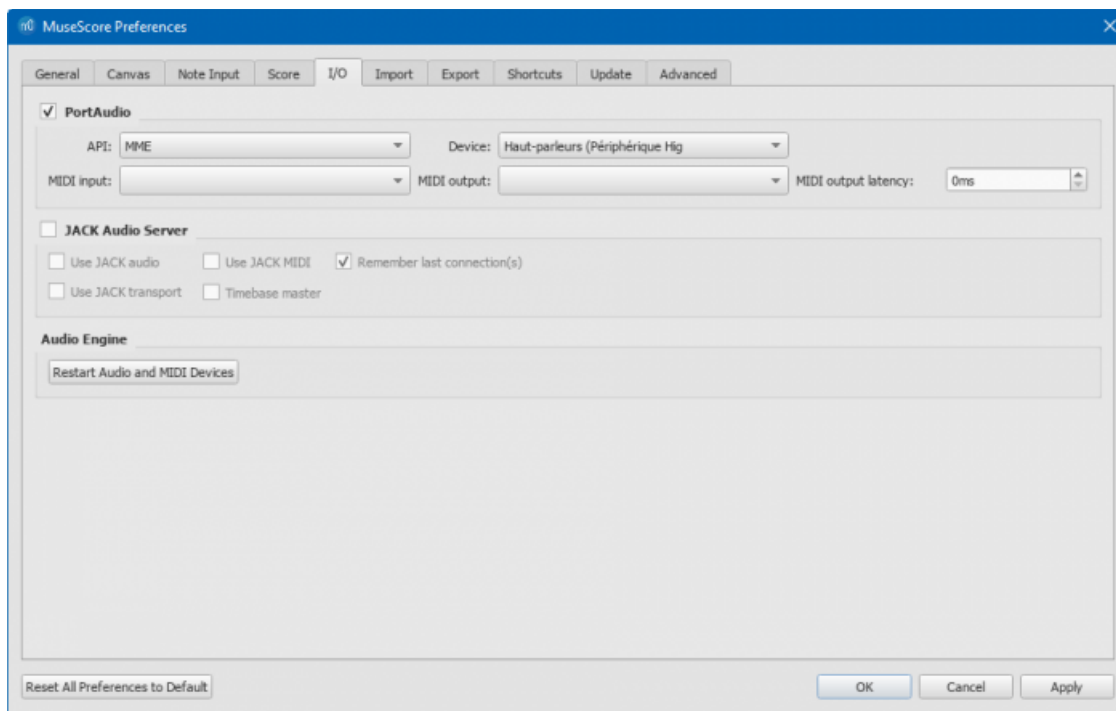 MuseScore Preferences
General Canvas Note Input Score I/O Import Export Shortcuts Update Advanced
PortAudio
API: MME Device: Haut-parleurs (Périphérique Hig
MIDI input: MIDI output: MIDI output latency: 0ms
JACK Audio Server
Use JACK audio Use JACK MIDI Remember last connection(s)
Use JACK transport Timebase master
Audio Engine
Restart Audio and MIDI Devices
Reset All Preferences to Default OK Cancel Apply